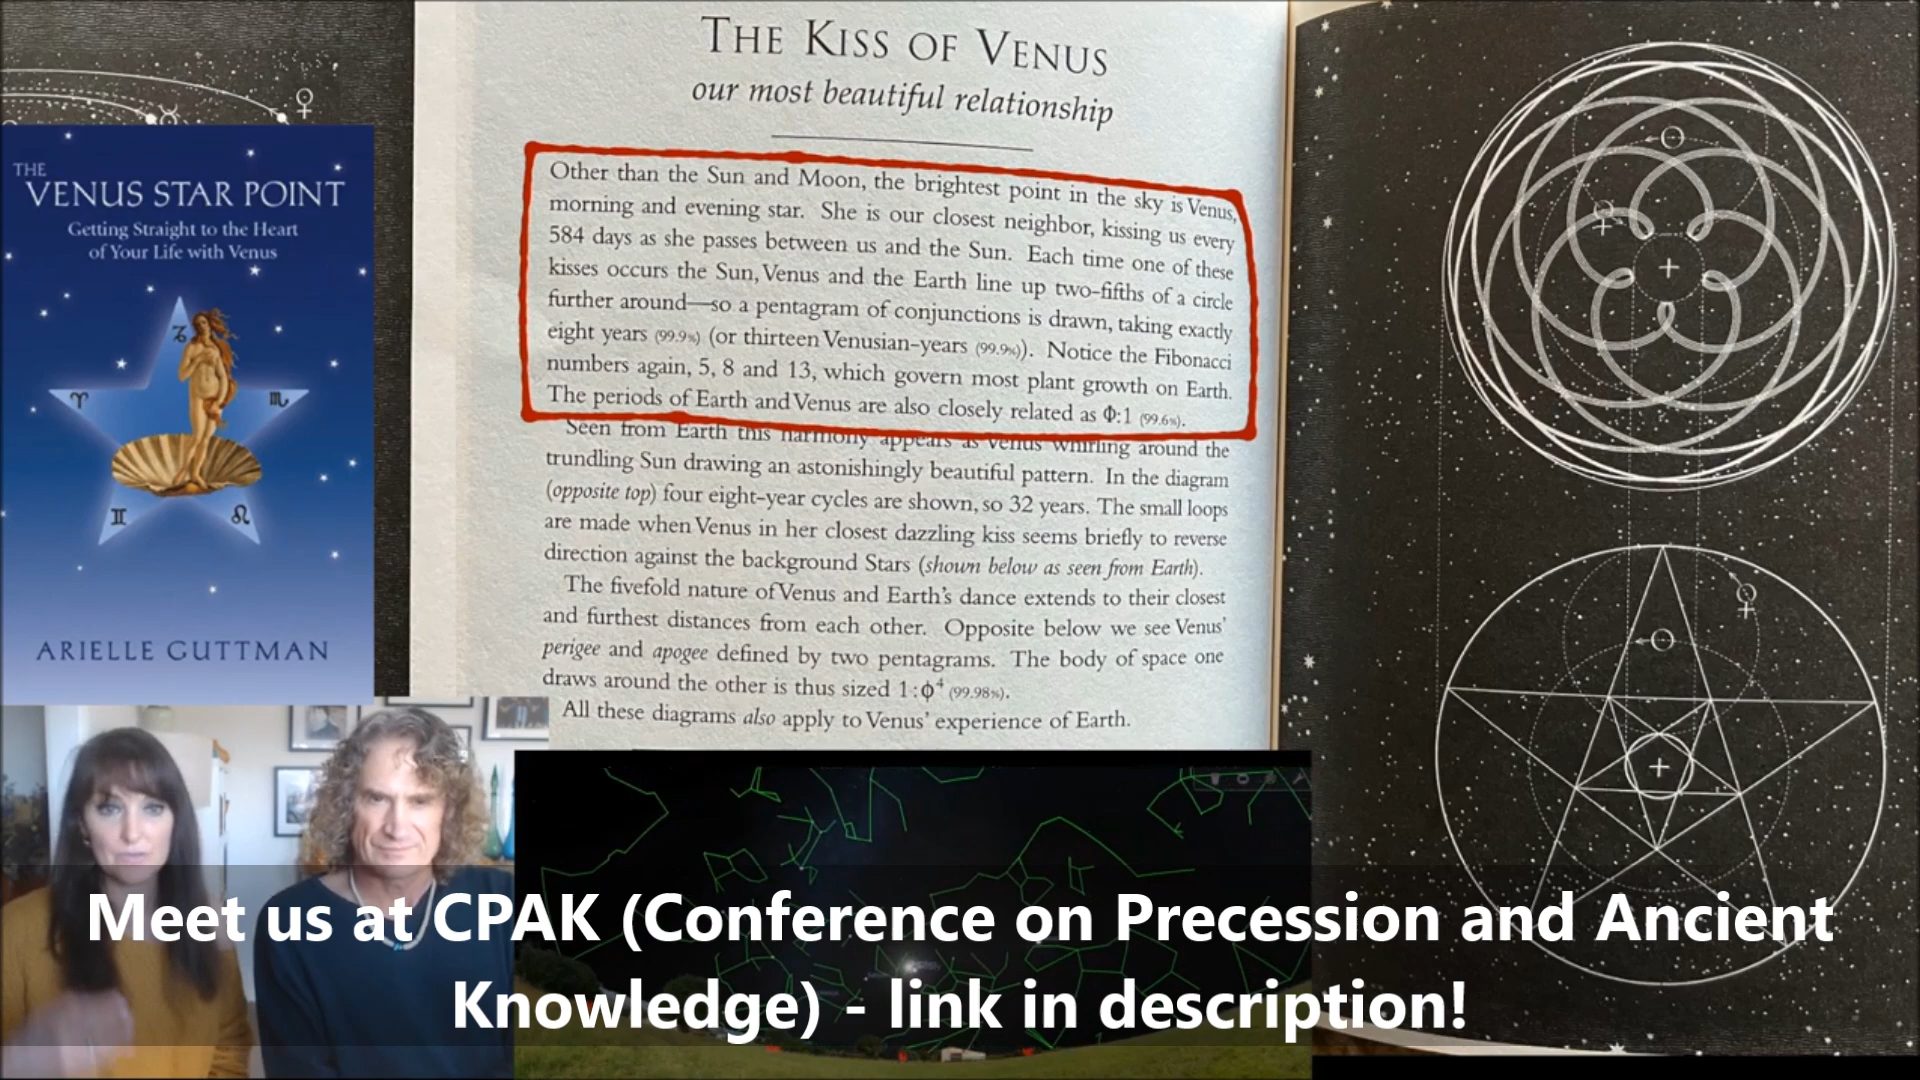 THE KISS OF VENUS
our most beautiful relationship
Other than the Sun and Moon, the brightest point in the sky is Venus,
morning and evening star. She is our closest neighbor, kissing us every
584 days as she passes between us and the Sun. Each time one of these
kisses occurs the Sun, Venus and the Earth line up two-fifths of a circle
further around—so a pentagram of conjunctions is drawn, taking exactly
eight years (99.9%) (or thirteen Venusian-years (99.9%)). Notice the Fibonacci
numbers again, 5, 8 and 13, which govern most plant growth on Earth.
The periods of Earth and Venus are also closely related as Φ:1 (99.6%).
Seen from Earth this harmony appears as Venus whirling around the
trundling Sun drawing an astonishingly beautiful pattern. In the diagram
(opposite top) four eight-year cycles are shown, so 32 years. The small loops
are made when Venus in her closest dazzling kiss seems briefly to reverse
direction against the background Stars (shown below as seen from Earth).
The fivefold nature of Venus and Earth's dance extends to their closest
and furthest distances from each other. Opposite below we see Venus'
perigee and apogee defined by two pentagrams. The body of space one
draws around the other is thus sized 1:ϕ⁴ (99.98%).
All these diagrams also apply to Venus' experience of Earth.
THE
VENUS STAR POINT
Getting Straight to the Heart
of Your Life with Venus
ARIELLE GUTTMAN
Meet us at CPAK (Conference on Precession and Ancient
Knowledge) - link in description!